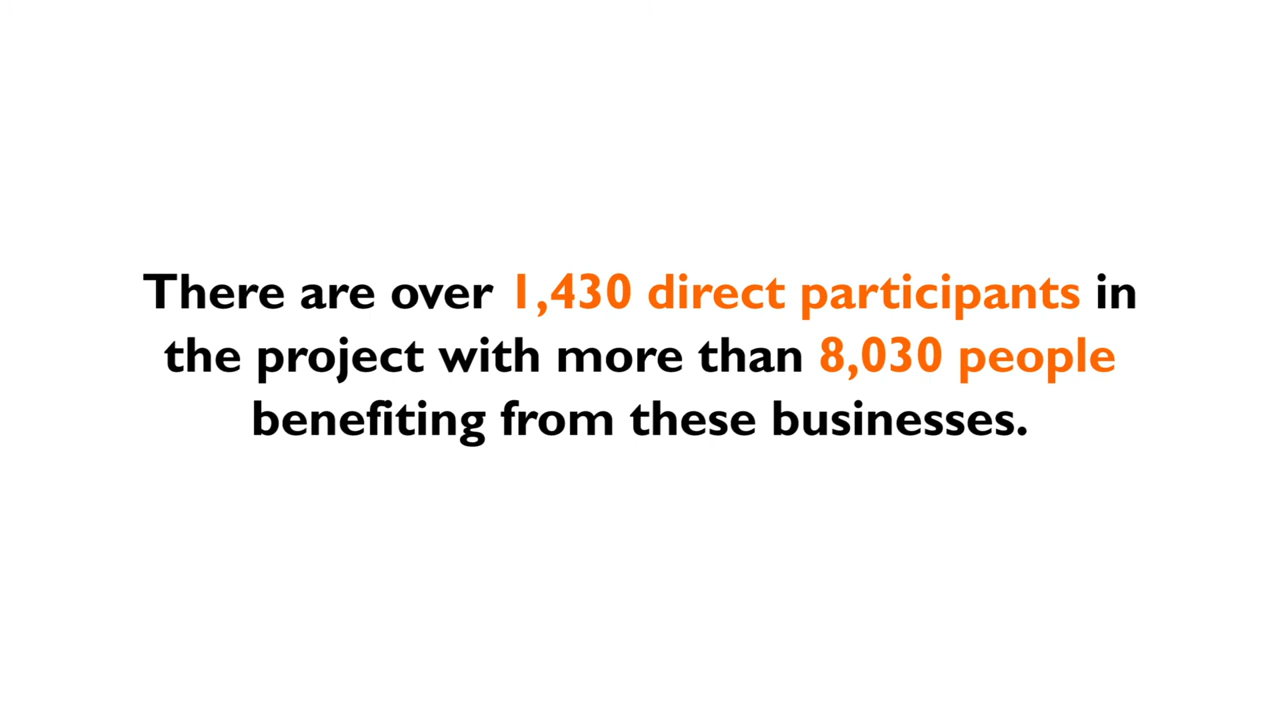 There are over 1,430 direct participants in
the project with more than 8,030 people
benefiting from these businesses.